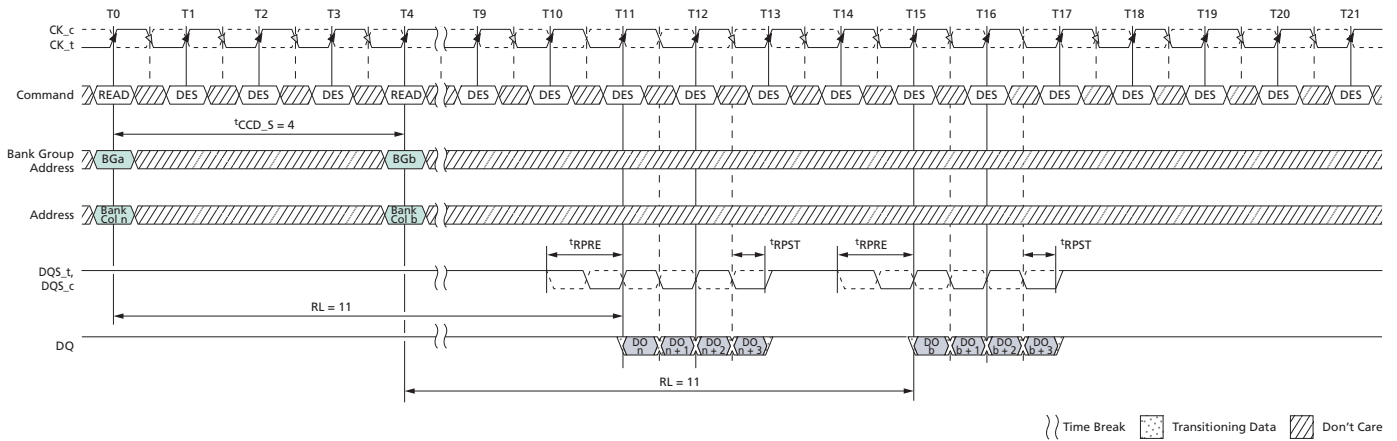 T0 T1 T2 T3 T4 T9 T10 T11 T12 T13 T14 T15 T16 T17 T18 T19 T20 T21
CK_c
CK_t
Command READ DES DES DES READ DES DES DES DES DES DES DES DES DES DES DES DES DES
tCCD_S = 4
Bank Group
Address
BGa BGb
Address
Bank
Col n
Bank
Col b
tRPRE tRPST tRPRE tRPST
DQS_t,
DQS_c
RL = 11
DQ
DO
n
DO
n + 1
DO
n + 2
DO
n + 3
DO
b
DO
b + 1
DO
b + 2
DO
b + 3
RL = 11
Time Break Transitioning Data Don't Care